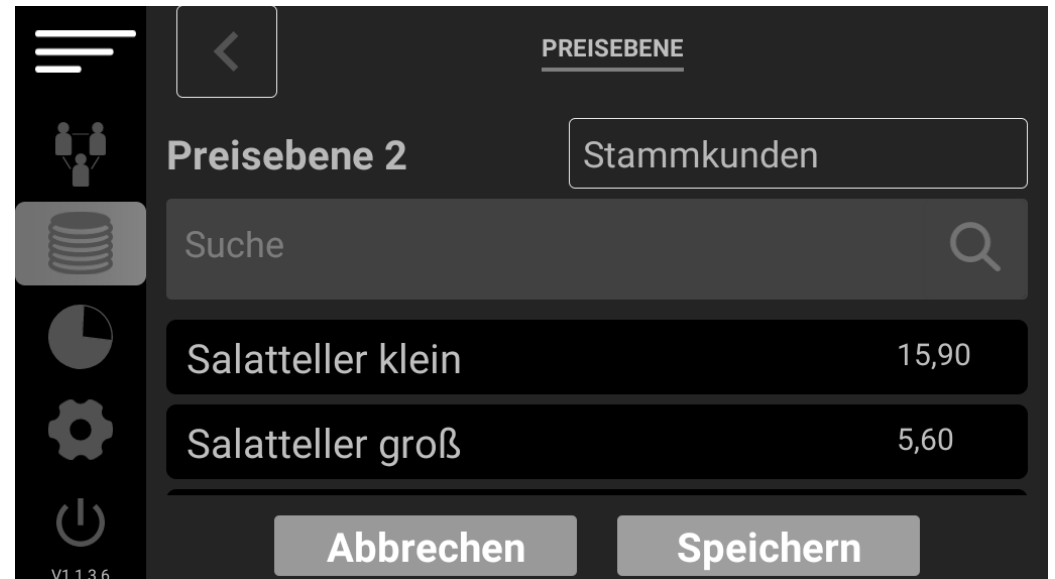 PREISEBENE
Preisebene 2
Stammkunden
Suche
Salatteller klein
15,90
Salatteller groß
5,60
Abbrechen
Speichern
V1.1.3.6